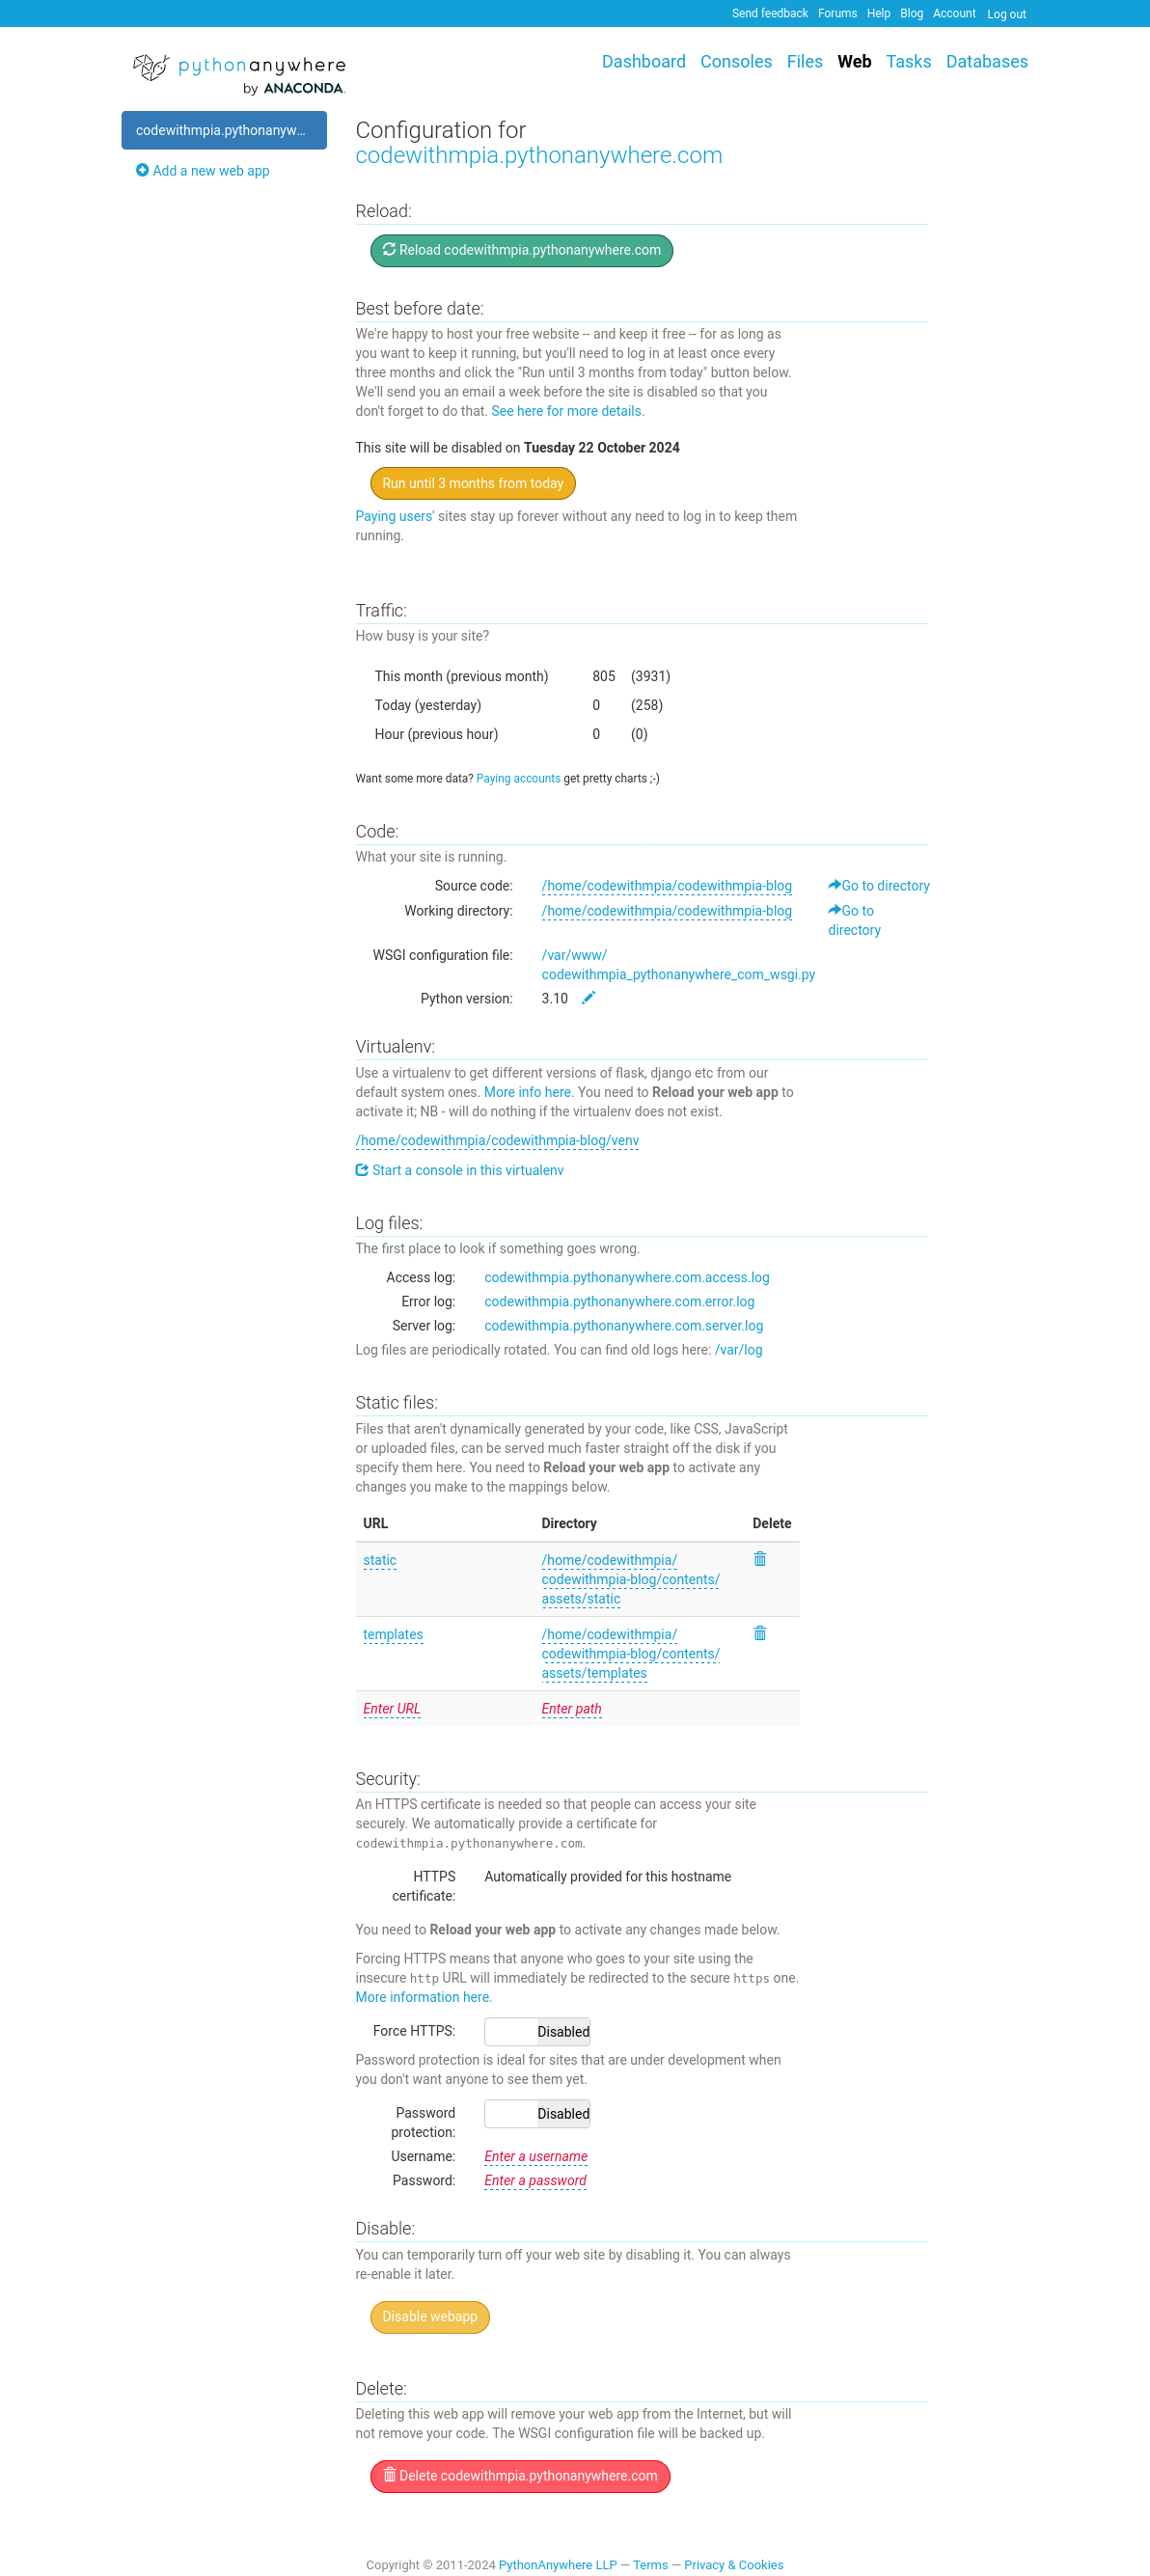 Send feedback Forums Help Blog Account Log out
pythonanywhere
by ANACONDA.
Dashboard Consoles Files Web Tasks Databases
codewithmpia.pythonanyw...
Add a new web app
Configuration for
codewithmpia.pythonanywhere.com
Reload:
Reload codewithmpia.pythonanywhere.com
Best before date:
We're happy to host your free website -- and keep it free -- for as long as
you want to keep it running, but you'll need to log in at least once every
three months and click the "Run until 3 months from today" button below.
We'll send you an email a week before the site is disabled so that you
don't forget to do that. See here for more details.
This site will be disabled on Tuesday 22 October 2024
Run until 3 months from today
Paying users' sites stay up forever without any need to log in to keep them
running.
Traffic:
How busy is your site?
This month (previous month) 805 (3931)
Today (yesterday) 0 (258)
Hour (previous hour) 0 (0)
Want some more data? Paying accounts get pretty charts ;-)
Code:
What your site is running.
Source code: /home/codewithmpia/codewithmpia-blog Go to directory
Working directory: /home/codewithmpia/codewithmpia-blog Go to
directory
WSGI configuration file: /var/www/
codewithmpia_pythonanywhere_com_wsgi.py
Python version: 3.10
Virtualenv:
Use a virtualenv to get different versions of flask, django etc from our
default system ones. More info here. You need to Reload your web app to
activate it; NB - will do nothing if the virtualenv does not exist.
/home/codewithmpia/codewithmpia-blog/venv
Start a console in this virtualenv
Log files:
The first place to look if something goes wrong.
Access log: codewithmpia.pythonanywhere.com.access.log
Error log: codewithmpia.pythonanywhere.com.error.log
Server log: codewithmpia.pythonanywhere.com.server.log
Log files are periodically rotated. You can find old logs here: /var/log
Static files:
Files that aren't dynamically generated by your code, like CSS, JavaScript
or uploaded files, can be served much faster straight off the disk if you
specify them here. You need to Reload your web app to activate any
changes you make to the mappings below.
URL Directory Delete
static /home/codewithmpia/
codewithmpia-blog/contents/
assets/static
templates /home/codewithmpia/
codewithmpia-blog/contents/
assets/templates
Enter URL Enter path
Security:
An HTTPS certificate is needed so that people can access your site
securely. We automatically provide a certificate for
codewithmpia.pythonanywhere.com.
HTTPS Automatically provided for this hostname
certificate:
You need to Reload your web app to activate any changes made below.
Forcing HTTPS means that anyone who goes to your site using the
insecure http URL will immediately be redirected to the secure https one.
More information here.
Force HTTPS: Disabled
Password protection is ideal for sites that are under development when
you don't want anyone to see them yet.
Password Disabled
protection:
Username: Enter a username
Password: Enter a password
Disable:
You can temporarily turn off your web site by disabling it. You can always
re-enable it later.
Disable webapp
Delete:
Deleting this web app will remove your web app from the Internet, but will
not remove your code. The WSGI configuration file will be backed up.
Delete codewithmpia.pythonanywhere.com
Copyright © 2011-2024 PythonAnywhere LLP — Terms — Privacy & Cookies